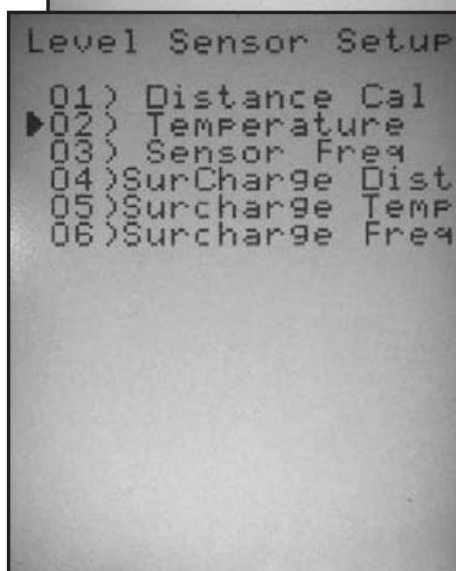 Level Sensor Setup
01) Distance Cal
02) Temperature
03) Sensor Freq
04)SurCharge Dist
05)Surcharge Temp
06)Surcharge Freq